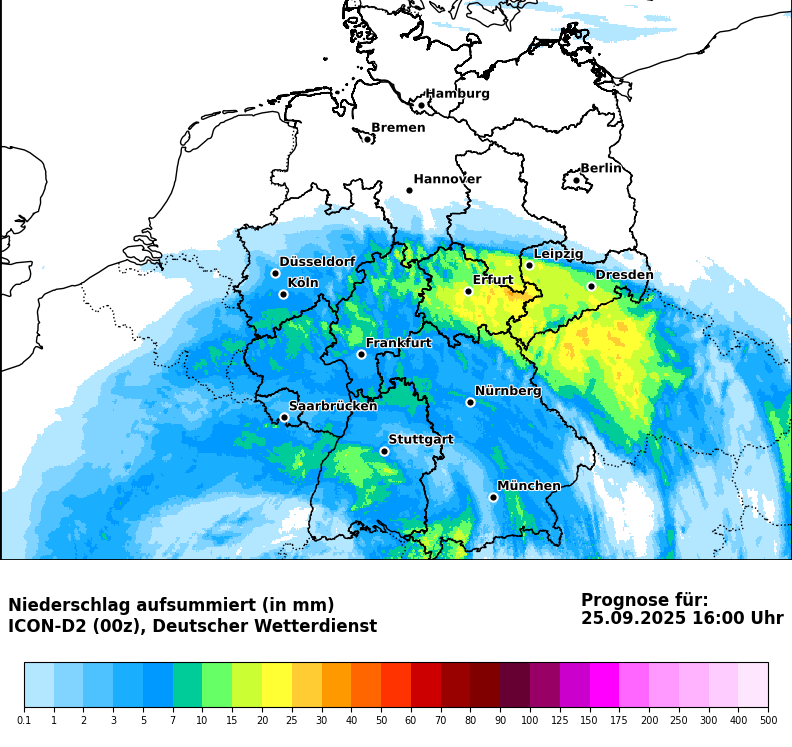 Hamburg
Bremen
Berlin
Hannover
Leipzig
Düsseldorf
Dresden
Köln
Erfurt
Frankfurt
Nürnberg
Saarbrücken
Stuttgart
München
Niederschlag aufsummiert (in mm)
ICON-D2 (00z), Deutscher Wetterdienst
Prognose für:
25.09.2025 16:00 Uhr
0.1 1 2 3 5 7 10 15 20 25 30 40 50 60 70 80 90 100 125 150 175 200 250 300 400 500